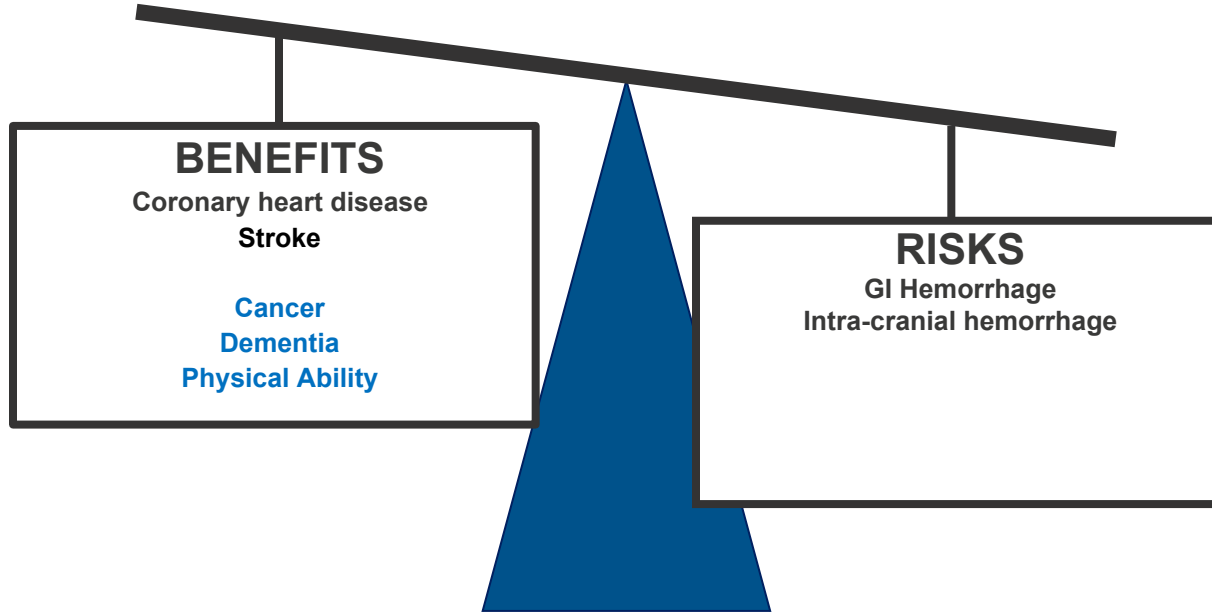 BENEFITS
Coronary heart disease
Stroke
Cancer
Dementia
Physical Ability
RISKS
GI Hemorrhage
Intra-cranial hemorrhage